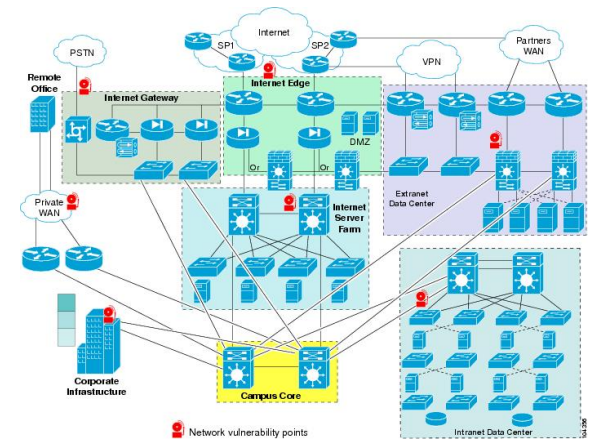 Internet
PSTN
SP1
SP2
Partners
WAN
VPN
Remote
Office
Internet Gateway
Internet Edge
DMZ
Or
Or
Private
WAN
Internet
Server
Farm
Extranet
Data Center
Corporate
Infrastructure
Campus Core
Intranet Data Center
Network vulnerability points